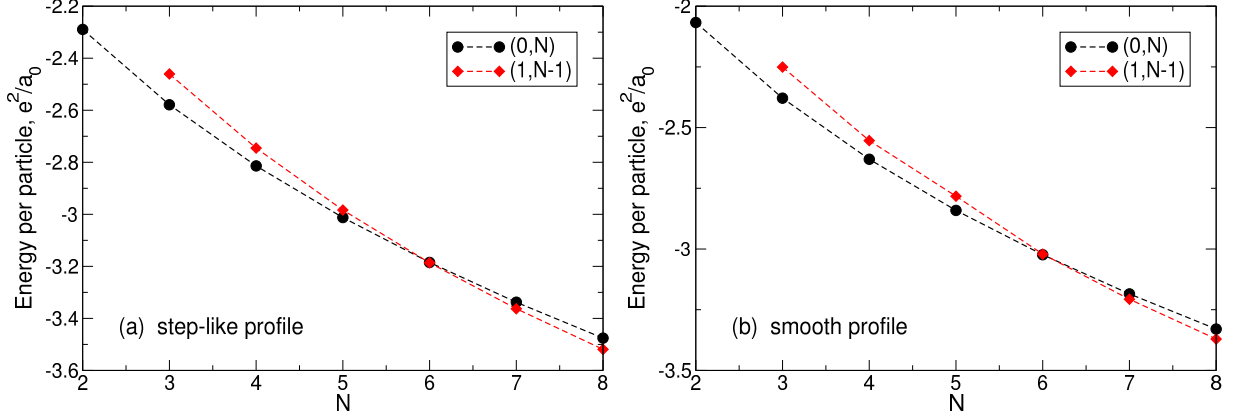 -2.2
-2.4
-2.6
-2.8
-3
-3.2
-3.4
-3.6
Energy per particle, e²/a₀
(0,N)
(1,N-1)
(a) step-like profile
2 3 4 5 6 7 8
N
-2
-2.5
-3
-3.5
Energy per particle, e²/a₀
(0,N)
(1,N-1)
(b) smooth profile
2 3 4 5 6 7 8
N